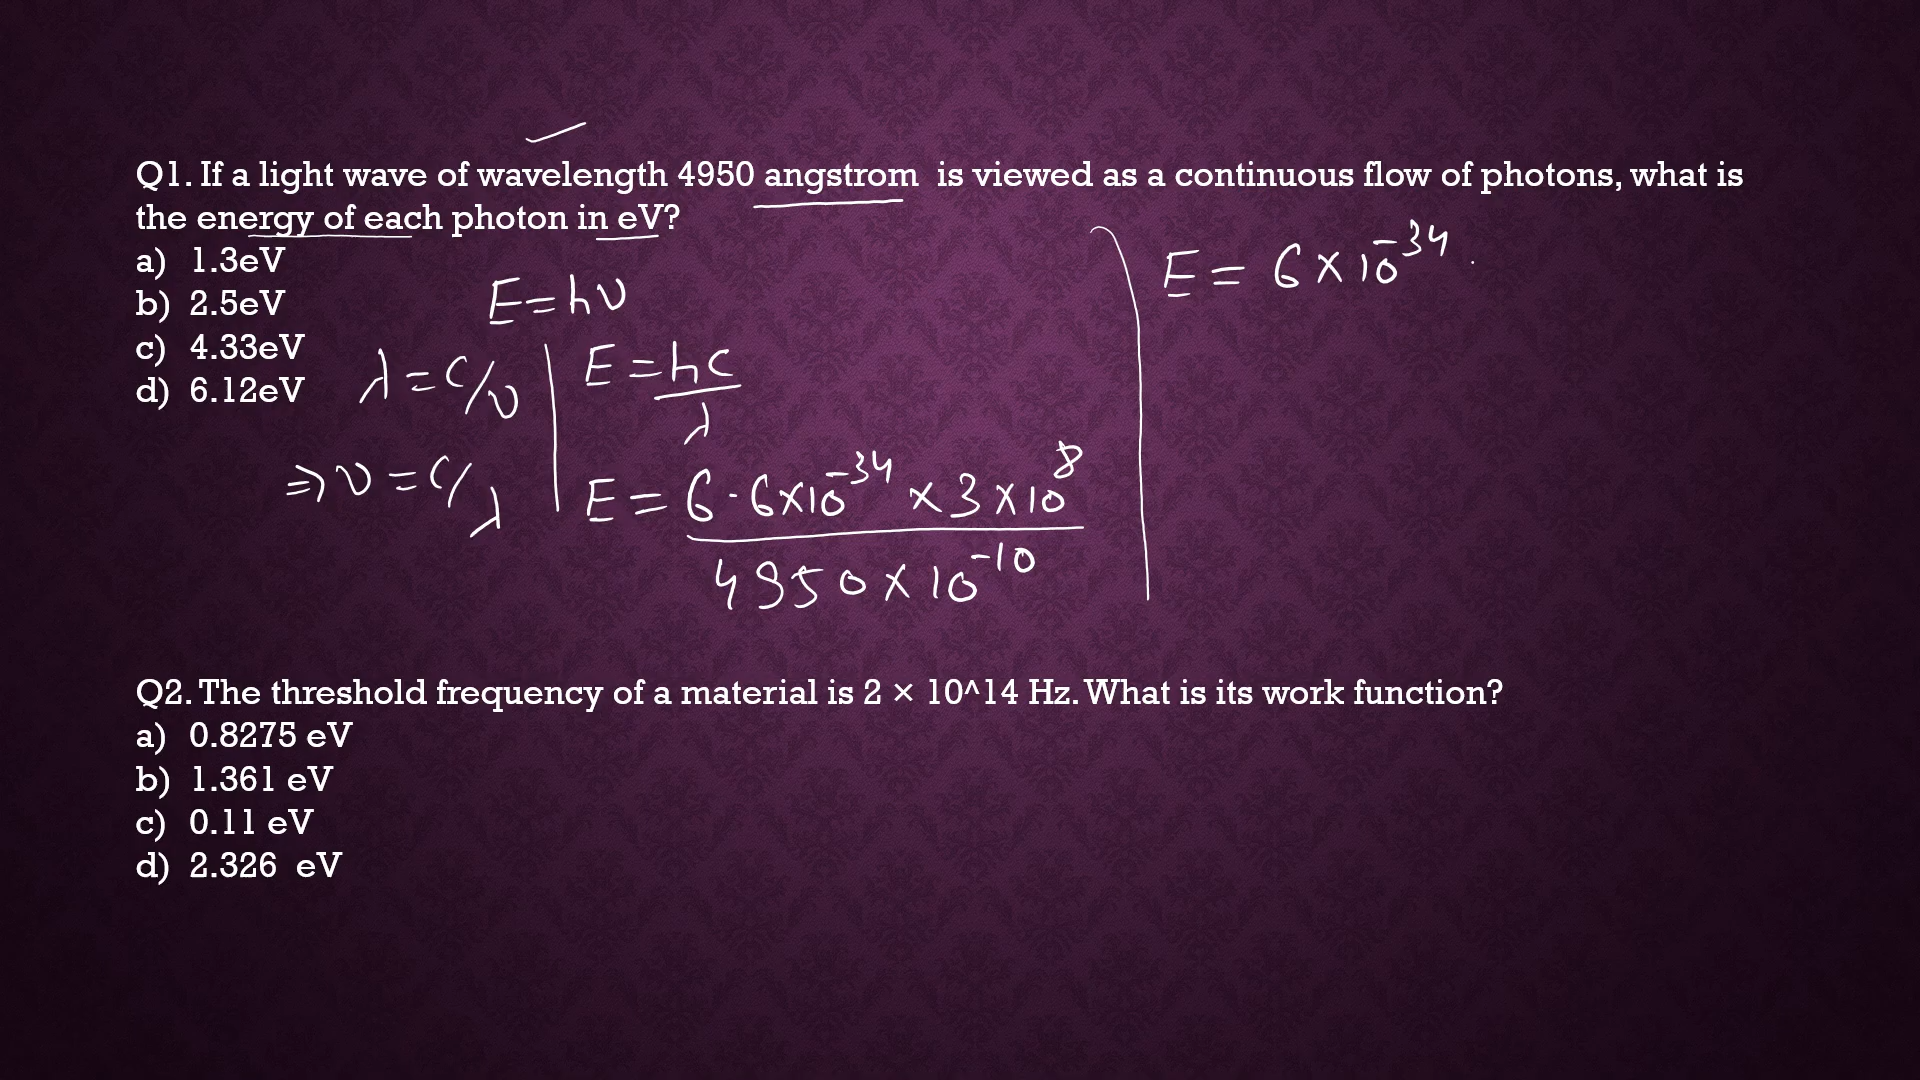 Q1. If a light wave of wavelength 4950 angstrom is viewed as a continuous flow of photons, what is
the energy of each photon in eV?
a) 1.3eV
b) 2.5eV
c) 4.33eV
d) 6.12eV
E = hν
λ = c/ν
⇒ ν = c/λ
E = hc
λ
E = 6.6×10⁻³⁴ × 3×10⁸
4950×10⁻¹⁰
E = 6×10⁻³⁴
Q2. The threshold frequency of a material is 2 × 10^14 Hz. What is its work function?
a) 0.8275 eV
b) 1.361 eV
c) 0.11 eV
d) 2.326 eV